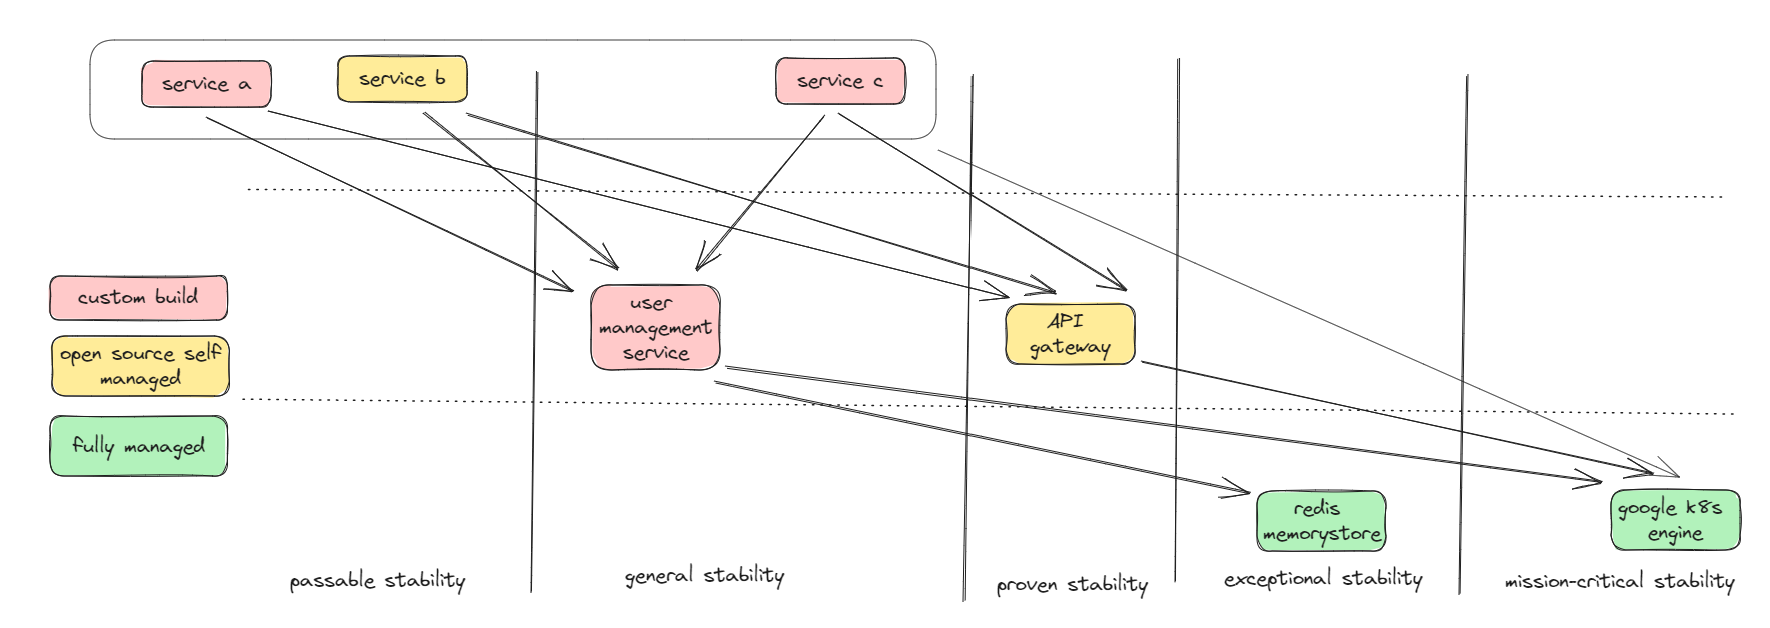 service a
service b
service c
custom build
open source self
managed
fully managed
user
management
service
API
gateway
redis
memorystore
google k8s
engine
passable stability
general stability
proven stability
exceptional stability
mission-critical stability